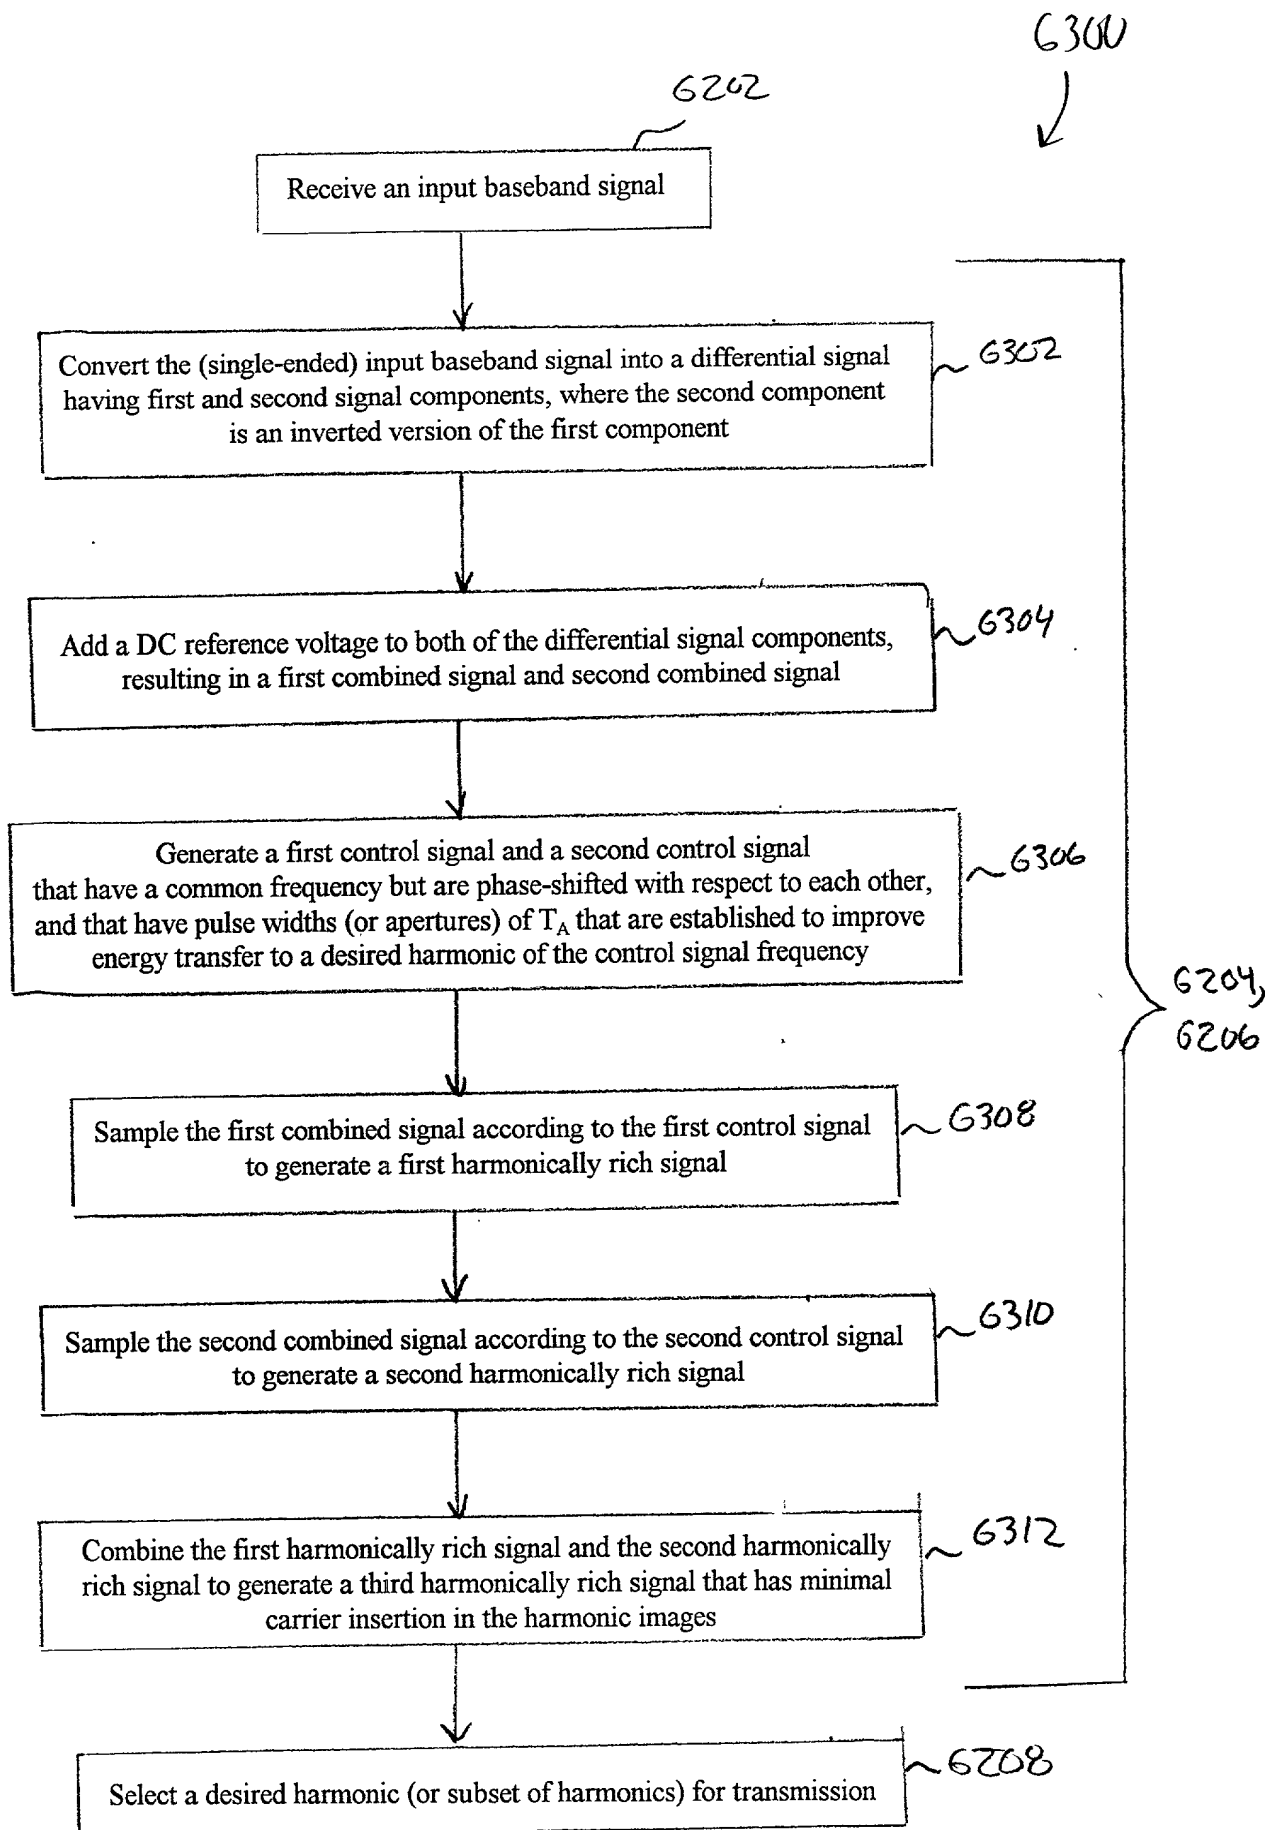 6300
6202
Receive an input baseband signal
Convert the (single-ended) input baseband signal into a differential signal
having first and second signal components, where the second component
is an inverted version of the first component
6302
Add a DC reference voltage to both of the differential signal components,
resulting in a first combined signal and second combined signal
6304
Generate a first control signal and a second control signal
that have a common frequency but are phase-shifted with respect to each other,
and that have pulse widths (or apertures) of T_A that are established to improve
energy transfer to a desired harmonic of the control signal frequency
6306
6204,
6206
Sample the first combined signal according to the first control signal
to generate a first harmonically rich signal
6308
Sample the second combined signal according to the second control signal
to generate a second harmonically rich signal
6310
Combine the first harmonically rich signal and the second harmonically
rich signal to generate a third harmonically rich signal that has minimal
carrier insertion in the harmonic images
6312
Select a desired harmonic (or subset of harmonics) for transmission
6208